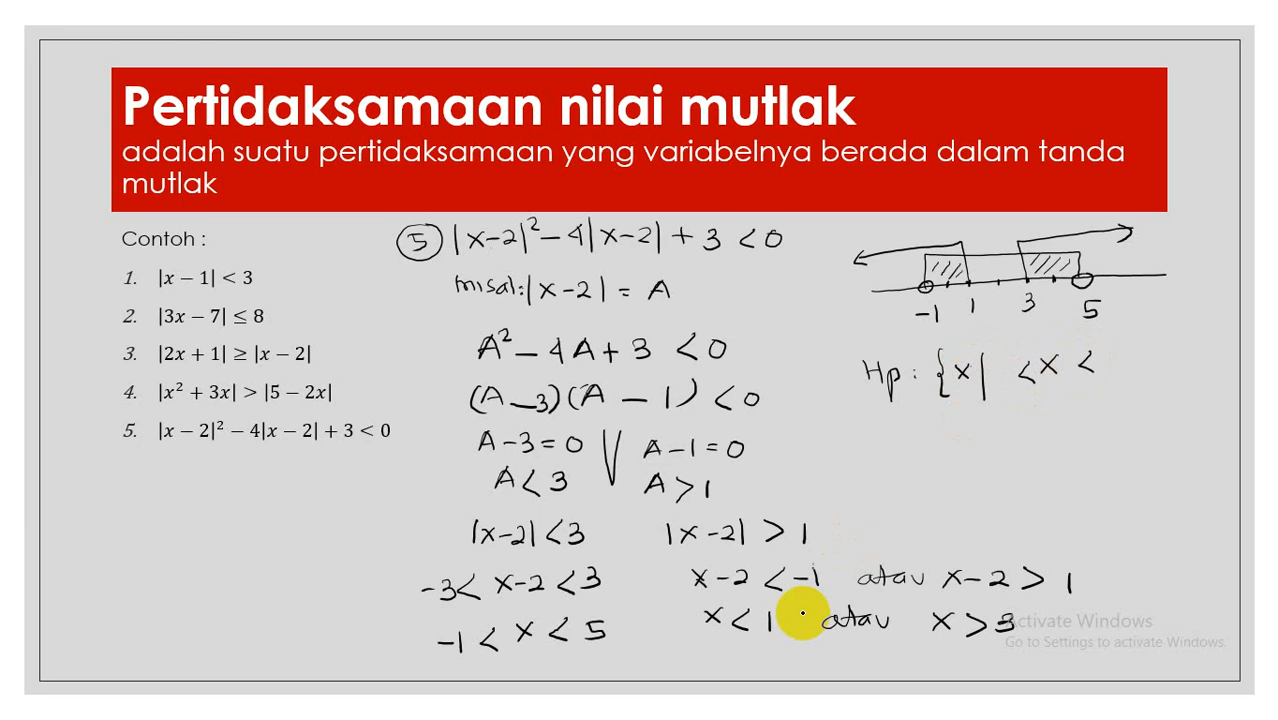 Pertidaksamaan nilai mutlak
adalah suatu pertidaksamaan yang variabelnya berada dalam tanda
mutlak
Contoh :
1. |x − 1| < 3
2. |3x − 7| ≤ 8
3. |2x + 1| ≥ |x − 2|
4. |x² + 3x| > |5 − 2x|
5. |x − 2|² − 4|x − 2| + 3 < 0
5 |x−2|² − 4|x−2| + 3 < 0
misal: |x−2| = A
A² − 4A + 3 < 0
(A − 3)(A − 1) < 0
A−3=0 V A−1=0
A < 3 A > 1
|x−2| < 3 |x−2| > 1
−3 < x−2 < 3 x−2 < −1 atau x−2 > 1
−1 < x < 5 x < 1 atau x > 3
−1 1 3 5
Hp : {x| < x <
Activate Windows
Go to Settings to activate Windows.